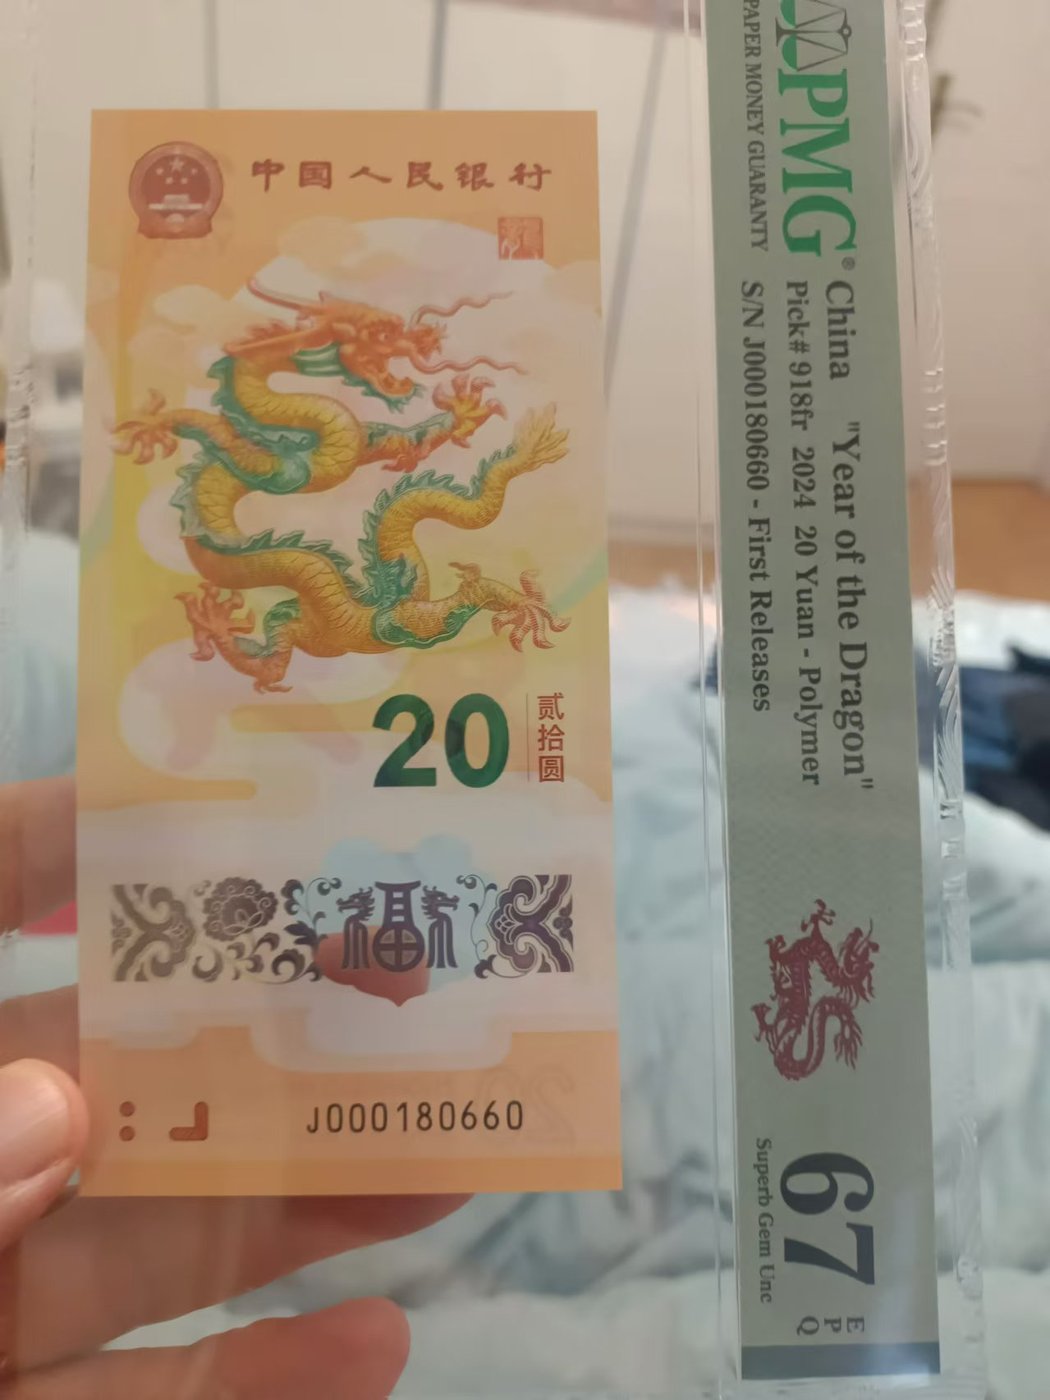 中国人民银行
20
贰拾圆
福
J000180660
PMG®
PAPER MONEY GUARANTY
China "Year of the Dragon"
Pick# 918fr 2024 20 Yuan - Polymer
S/N J000180660 - First Releases
67
EPQ
Superb Gem Unc